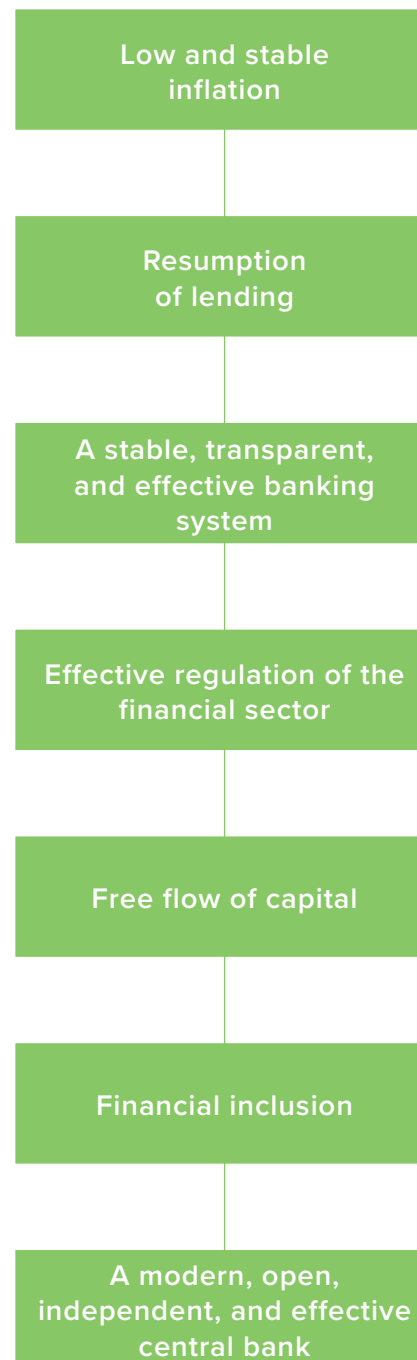 Low and stable
inflation
Resumption
of lending
A stable, transparent,
and effective banking
system
Effective regulation of the
financial sector
Free flow of capital
Financial inclusion
A modern, open,
independent, and effective
central bank